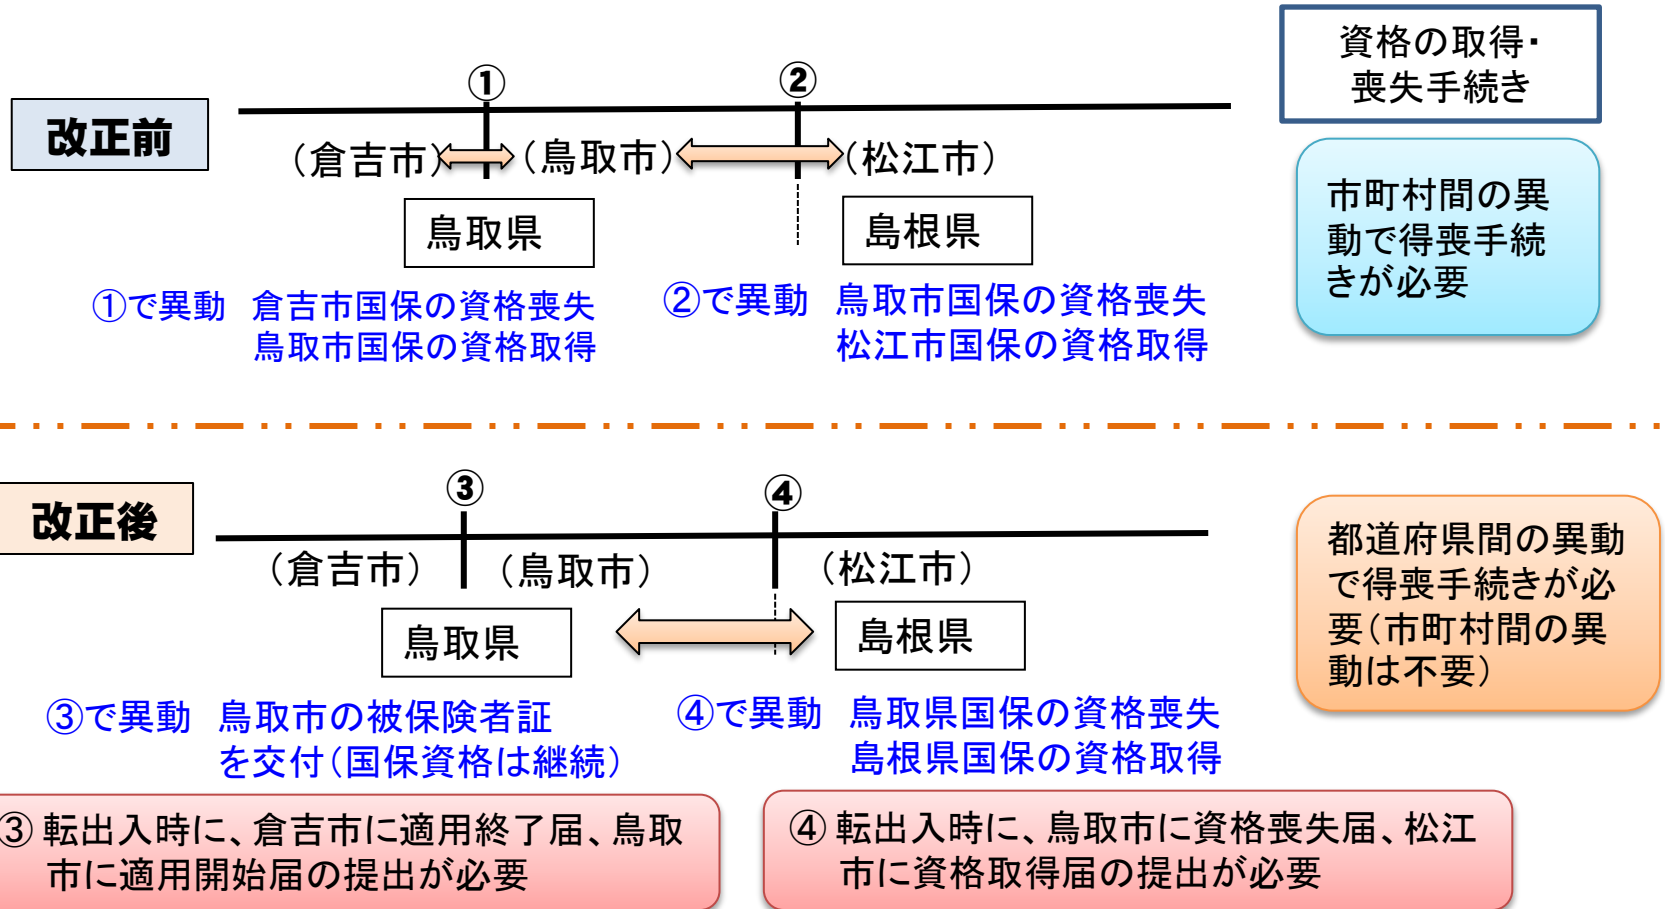 資格の取得・
喪失手続き
改正前
①
②
（倉吉市）
（鳥取市）
（松江市）
鳥取県
島根県
①で異動　倉吉市国保の資格喪失
鳥取市国保の資格取得
②で異動　鳥取市国保の資格喪失
松江市国保の資格取得
市町村間の異
動で得喪手続
きが必要
改正後
③
④
（倉吉市）
（鳥取市）
（松江市）
鳥取県
島根県
③で異動　鳥取市の被保険者証
を交付（国保資格は継続）
④で異動　鳥取県国保の資格喪失
島根県国保の資格取得
都道府県間の異動
で得喪手続きが必
要（市町村間の異
動は不要）
③ 転出入時に、倉吉市に適用終了届、鳥取
市に適用開始届の提出が必要
④ 転出入時に、鳥取市に資格喪失届、松江
市に資格取得届の提出が必要